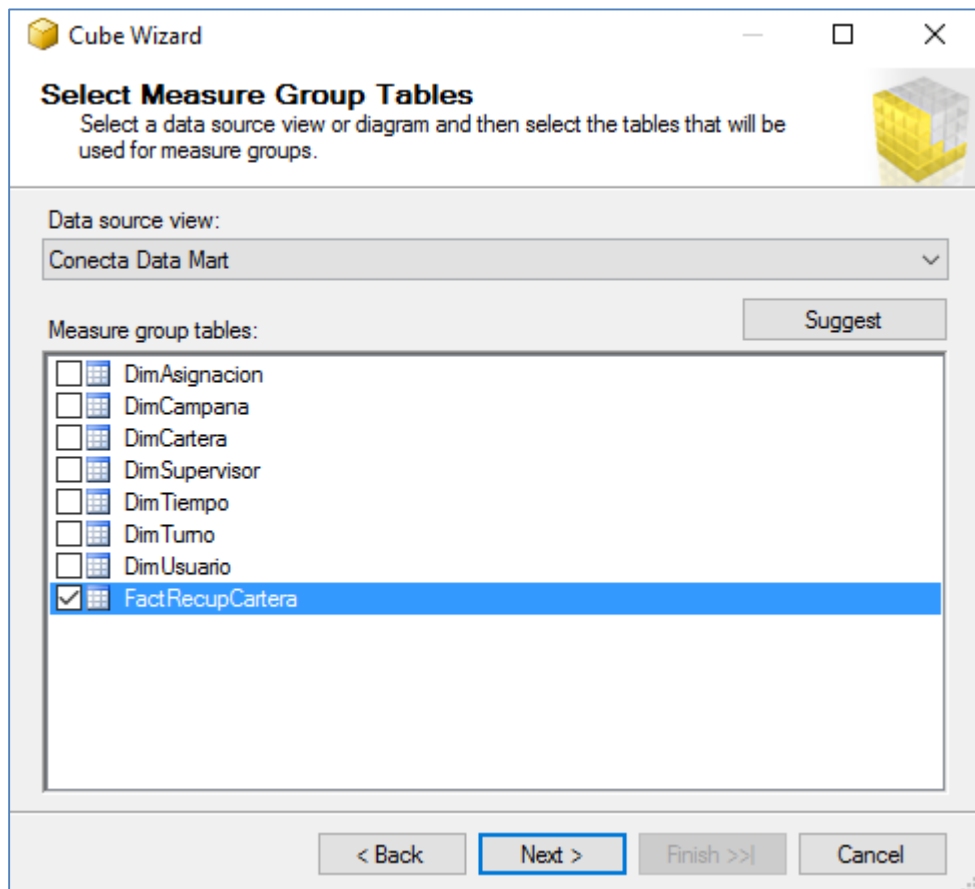 Cube Wizard
Select Measure Group Tables
Select a data source view or diagram and then select the tables that will be
used for measure groups.
Data source view:
Conecta Data Mart
Suggest
Measure group tables:
DimAsignacion
DimCampana
DimCartera
DimSupervisor
DimTiempo
DimTurno
DimUsuario
FactRecupCartera
< Back
Next >
Finish >>|
Cancel